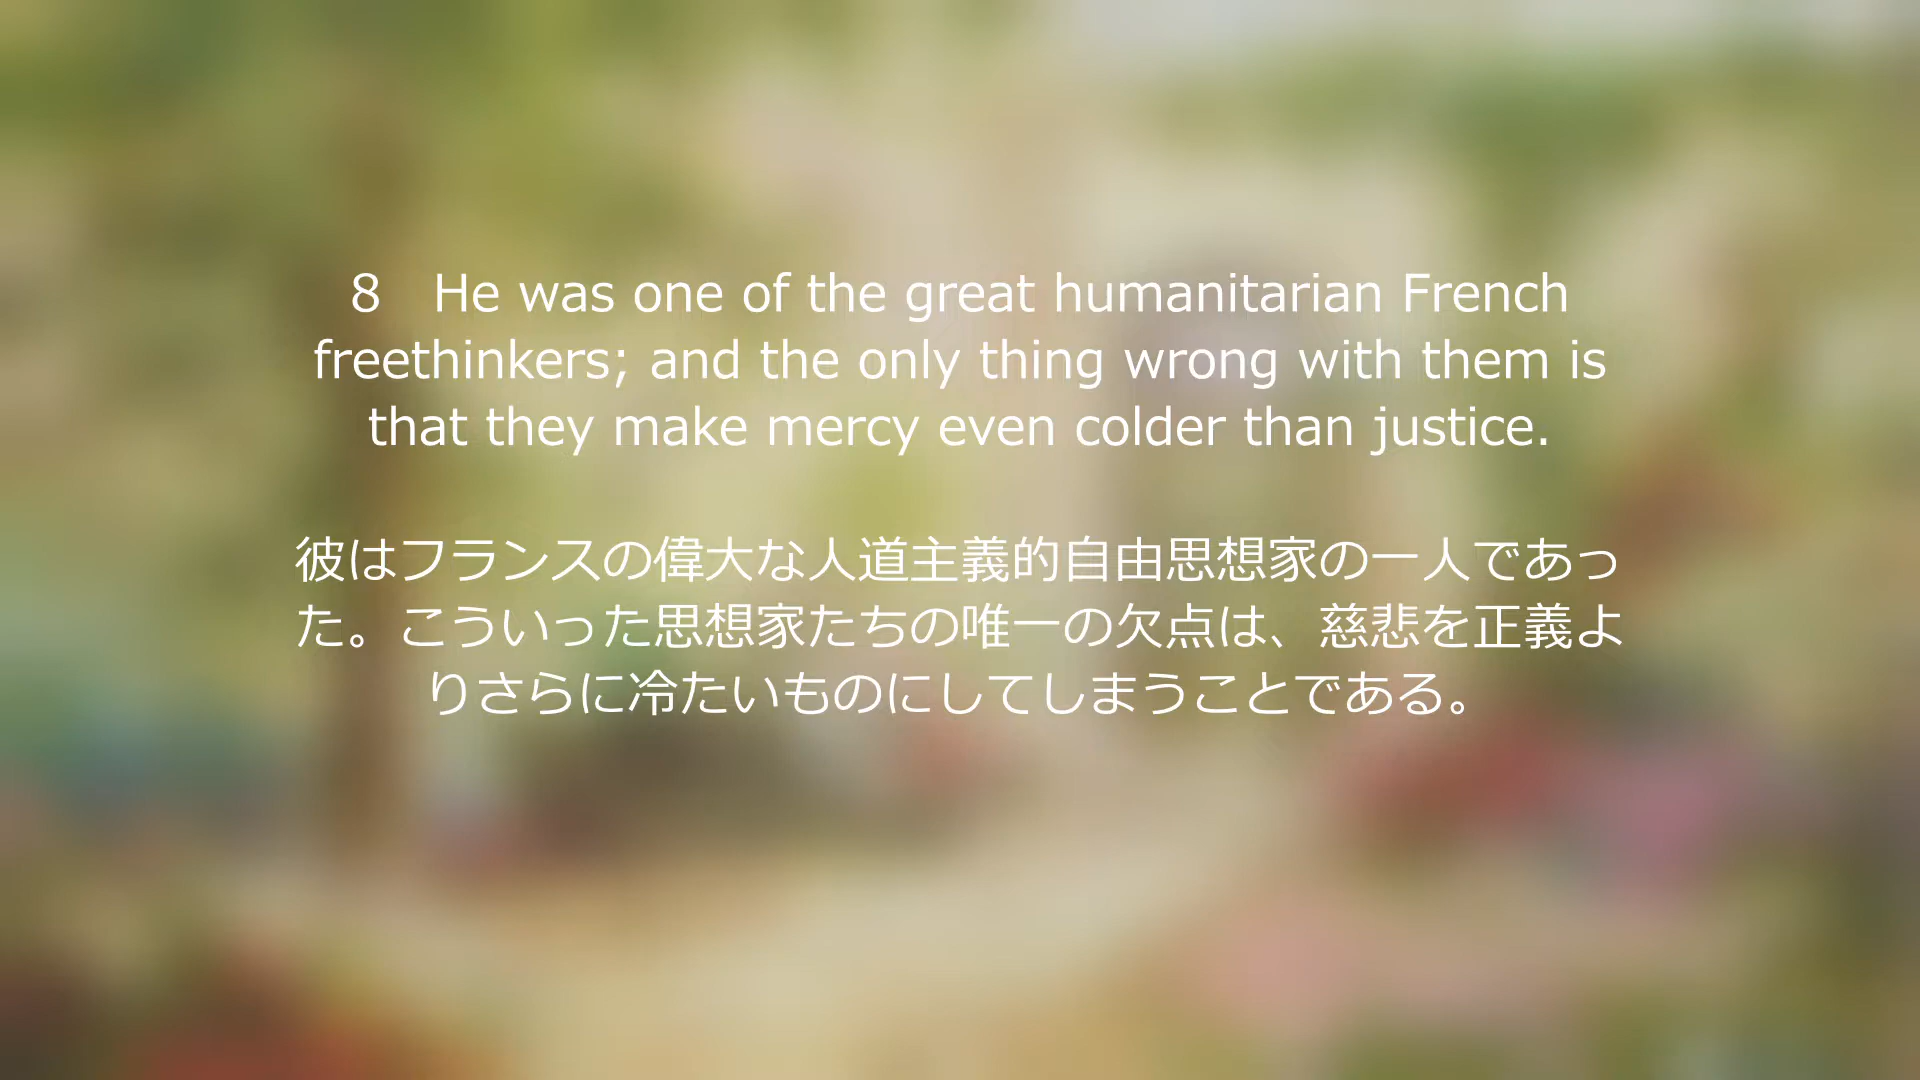 8　He was one of the great humanitarian French
freethinkers; and the only thing wrong with them is
that they make mercy even colder than justice.
彼はフランスの偉大な人道主義的自由思想家の一人であっ
た。こういった思想家たちの唯一の欠点は、慈悲を正義よ
りさらに冷たいものにしてしまうことである。